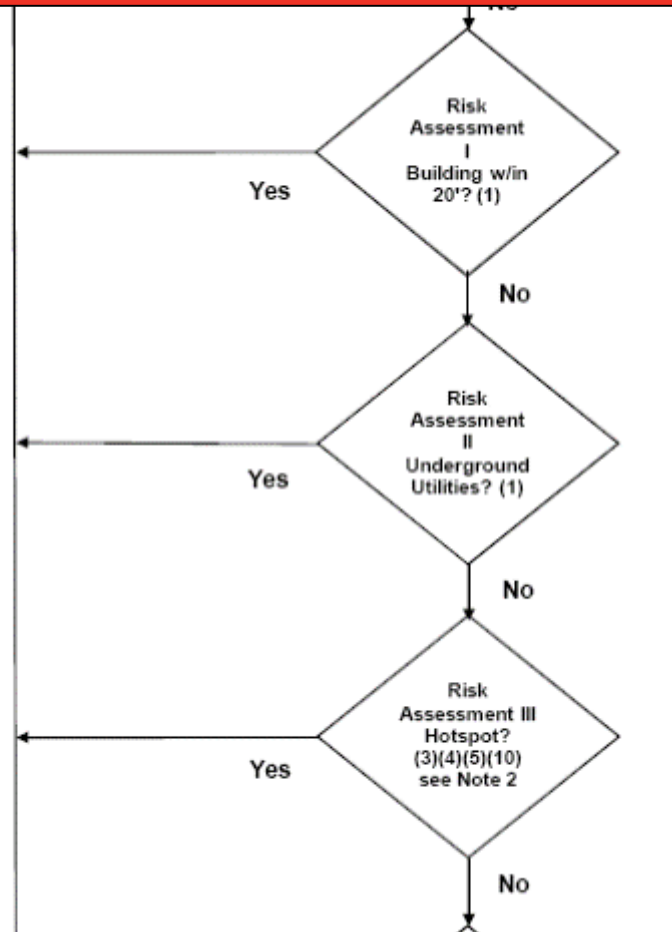 No
Risk
Assessment
I
Building w/in
20'? (1)
Yes
No
Risk
Assessment
II
Underground
Utilities? (1)
Yes
No
Risk
Assessment III
Hotspot?
(3)(4)(5)(10)
see Note 2
Yes
No